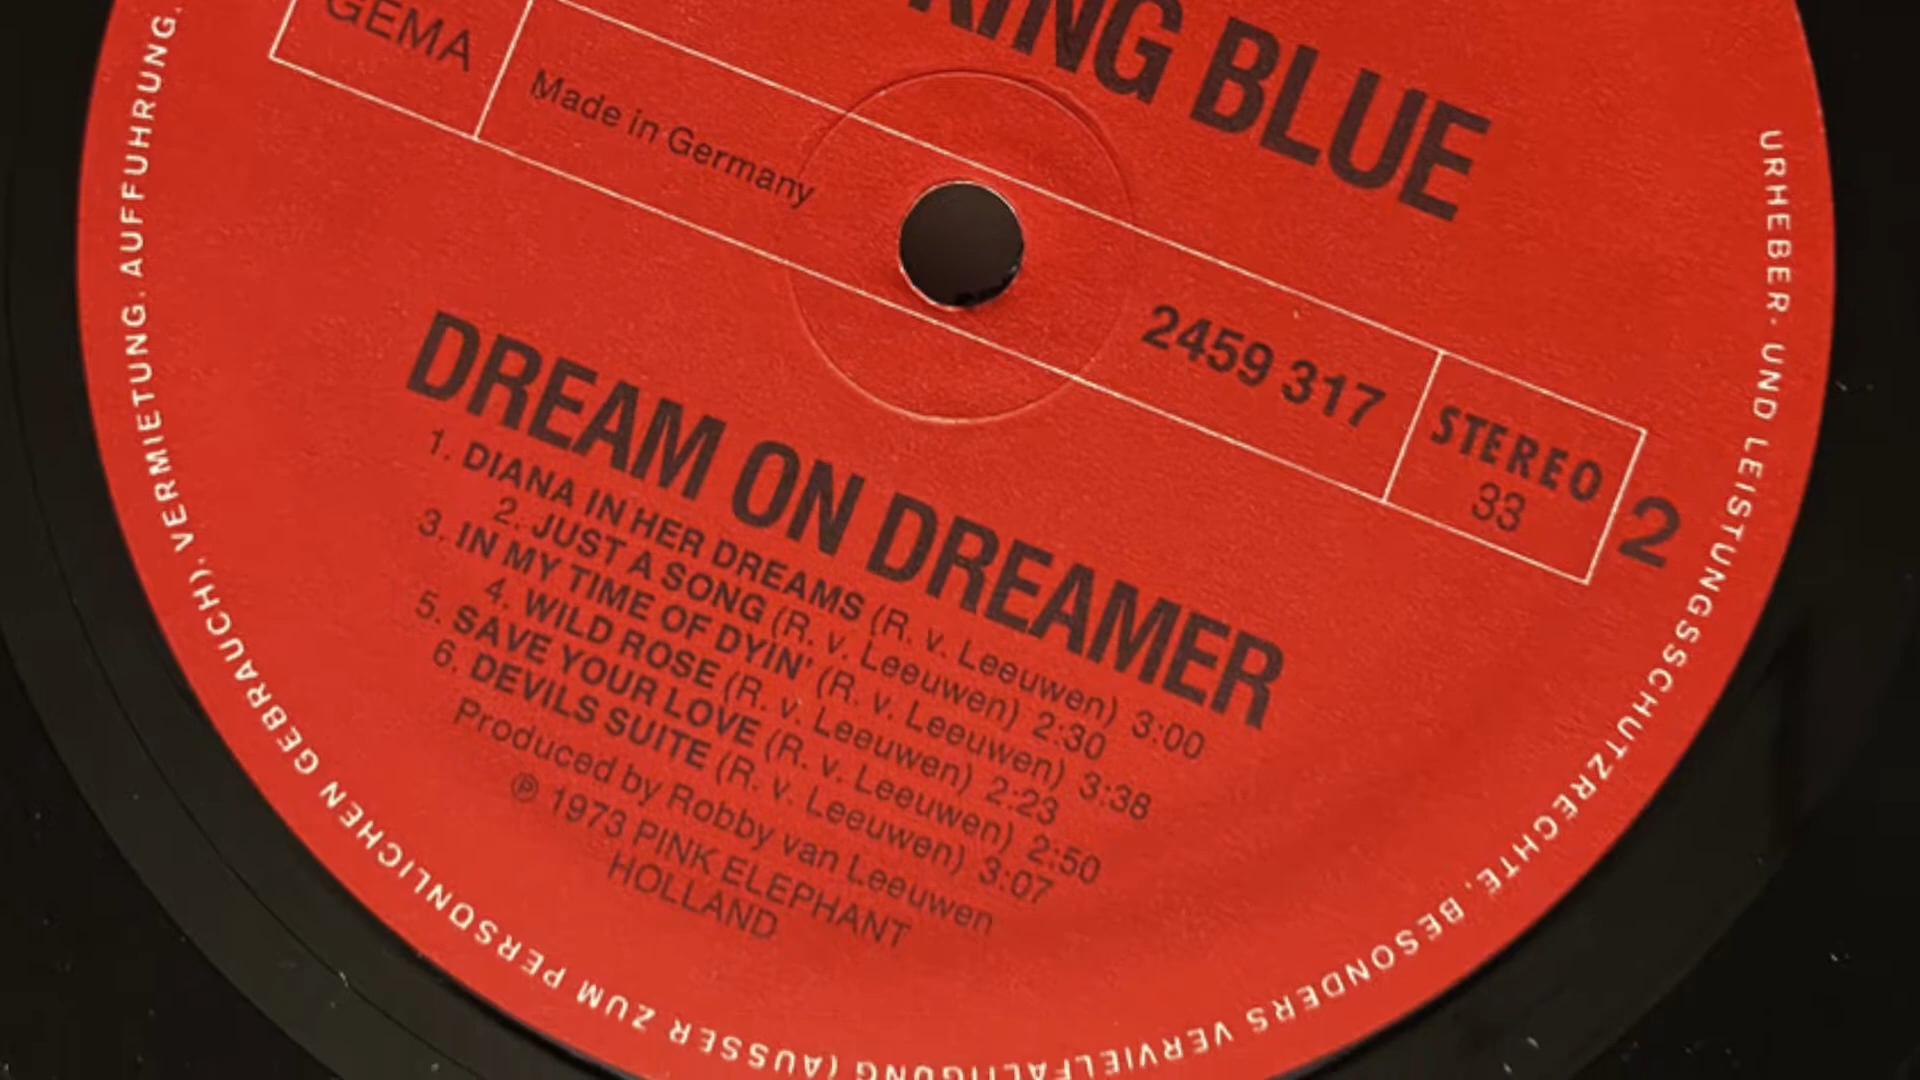 KING BLUE
GEMA
Made in Germany
2459 317
STEREO
33
2
DREAM ON DREAMER
1. DIANA IN HER DREAMS (R. v. Leeuwen) 3:00
2. JUST A SONG (R. v. Leeuwen) 2:30
3. IN MY TIME OF DYIN' (R. v. Leeuwen) 3:38
4. WILD ROSE (R. v. Leeuwen) 2:23
5. SAVE YOUR LOVE (R. v. Leeuwen) 2:50
6. DEVILS SUITE (R. v. Leeuwen) 3:07
Produced by Robby van Leeuwen
℗ 1973 PINK ELEPHANT
HOLLAND
URHEBER- UND LEISTUNGSSCHUTZRECHTE, BESONDERS VERVIELFÄLTIGUNG (AUSSER ZUM PERSÖNLICHEN GEBRAUCH), VERMIETUNG, AUFFÜHRUNG,